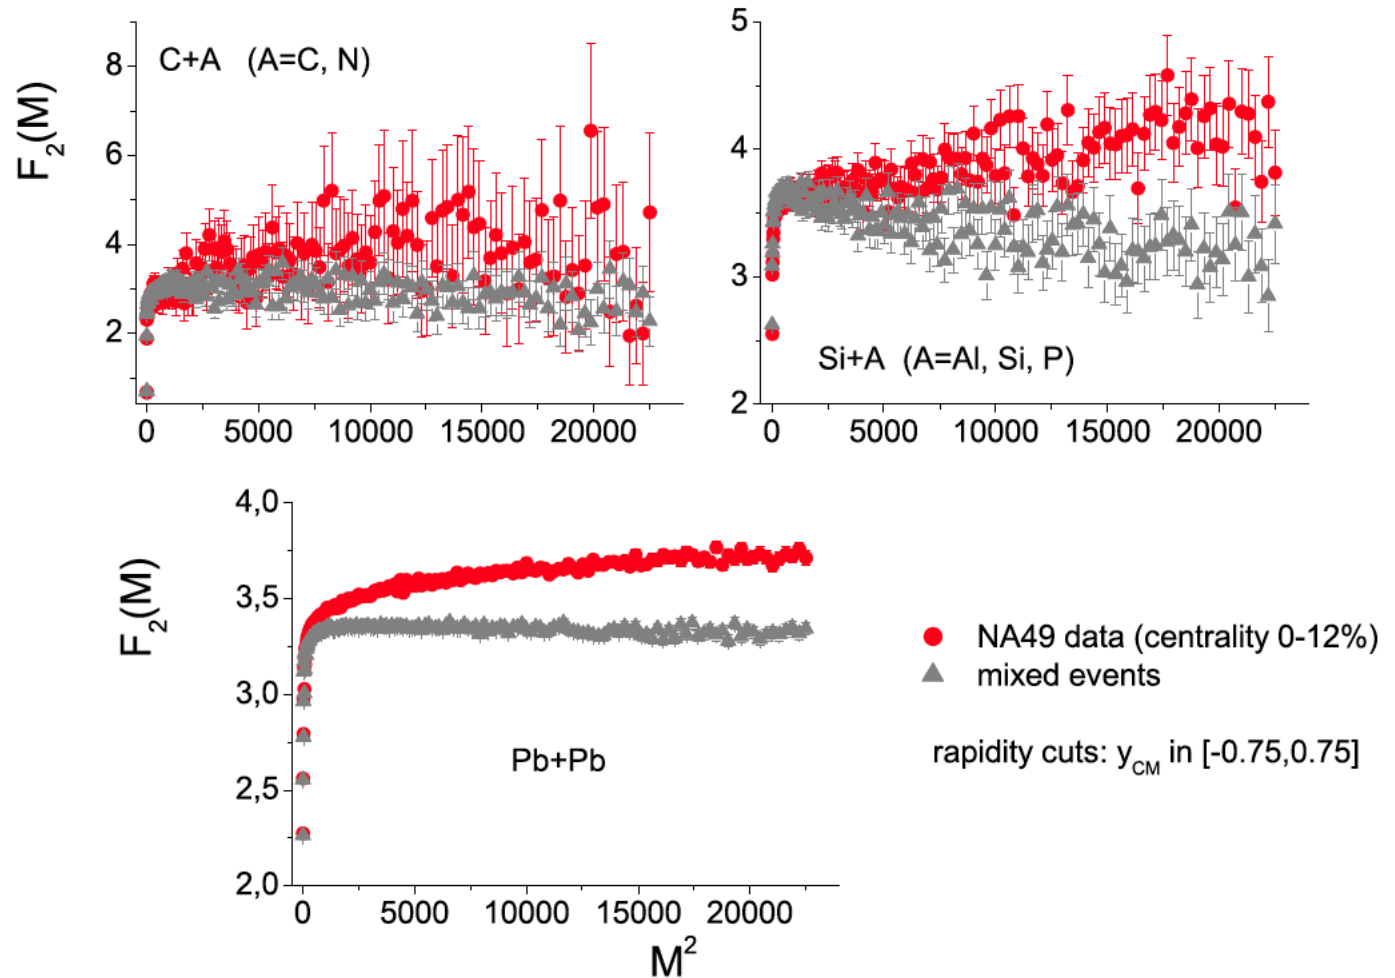 C+A (A=C, N)
F₂(M)
8
6
4
2
0 5000 10000 15000 20000
5
4
3
2
Si+A (A=Al, Si, P)
0 5000 10000 15000 20000
F₂(M)
4,0
3,5
3,0
2,5
2,0
Pb+Pb
0 5000 10000 15000 20000
M²
NA49 data (centrality 0-12%)
mixed events
rapidity cuts: y_CM in [-0.75,0.75]